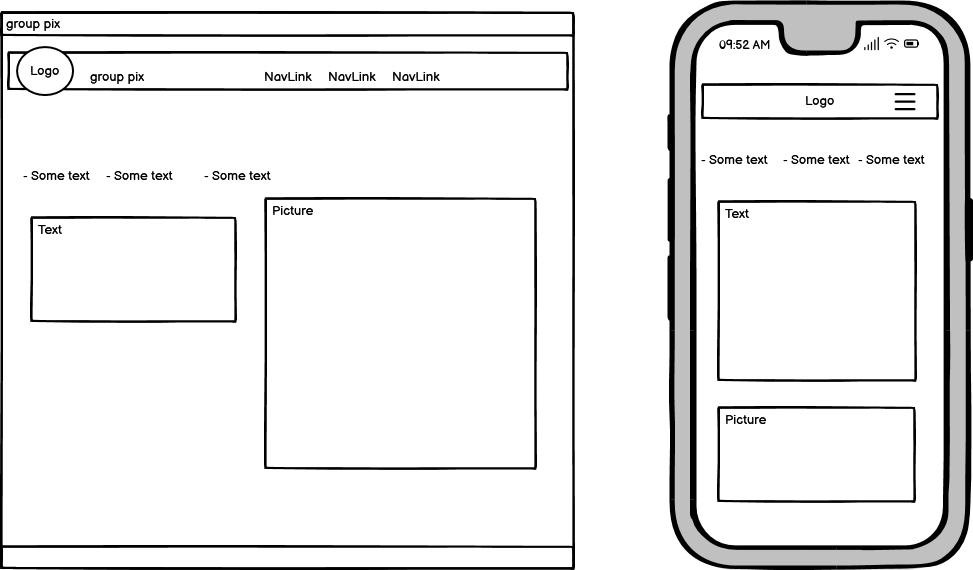 group pix
Logo
group pix
NavLink NavLink NavLink
- Some text - Some text - Some text
Text
Picture
09:52 AM
Logo
- Some text - Some text - Some text
Text
Picture